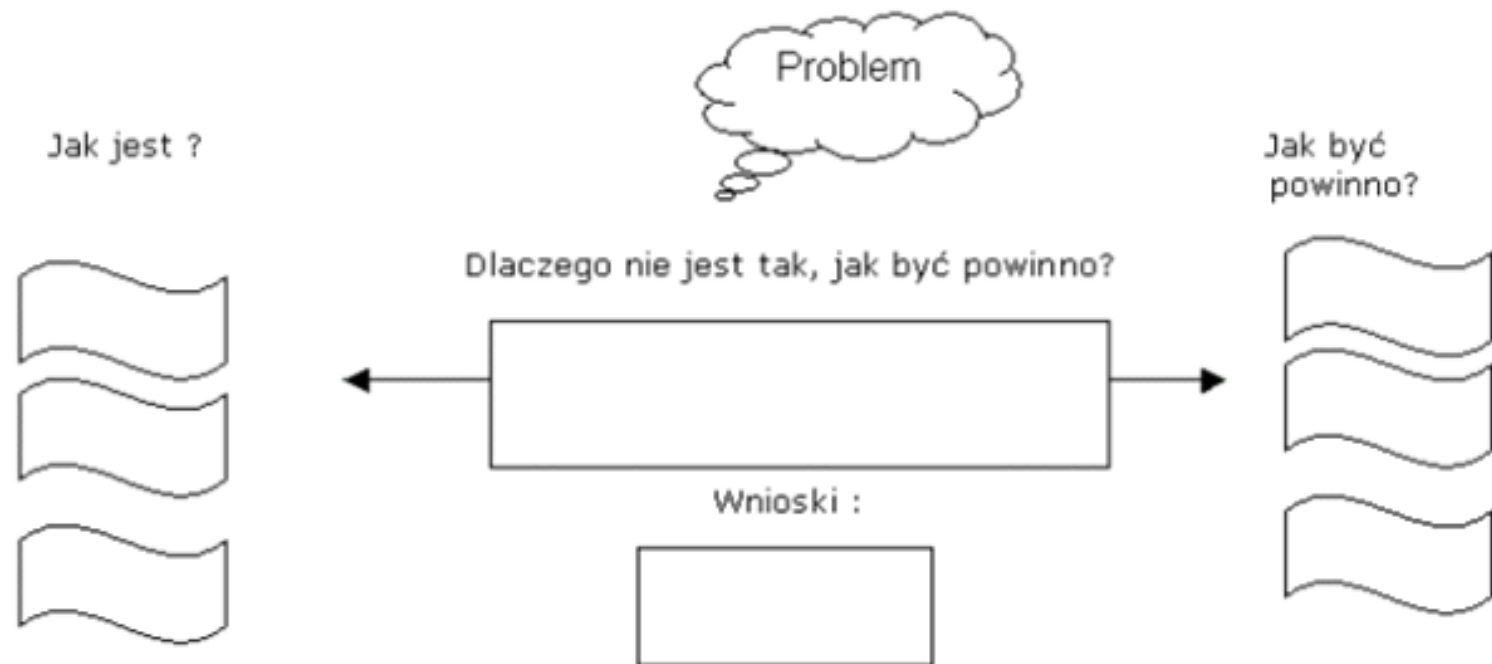 Problem
Jak jest ?
Jak być
powinno?
Dlaczego nie jest tak, jak być powinno?
Wnioski :